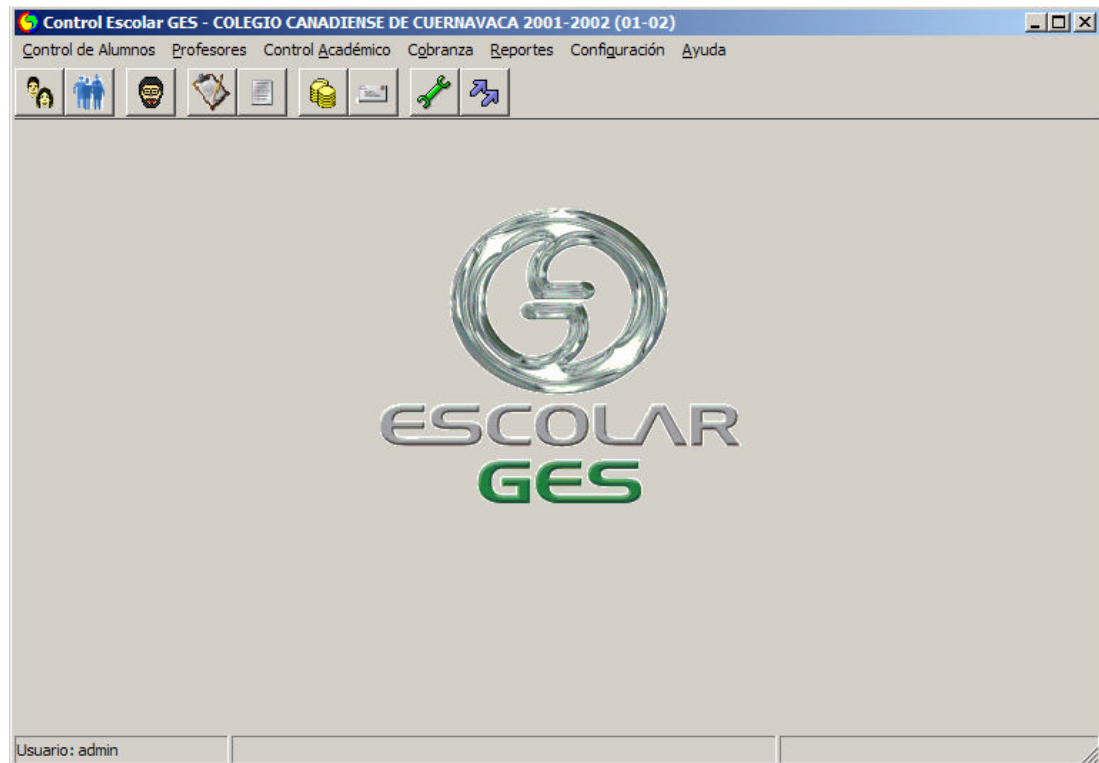 Control Escolar GES - COLEGIO CANADIENSE DE CUERNAVACA 2001-2002 (01-02)
Control de Alumnos Profesores Control Académico Cobranza Reportes Configuración Ayuda
ESCOLAR
GES
Usuario: admin